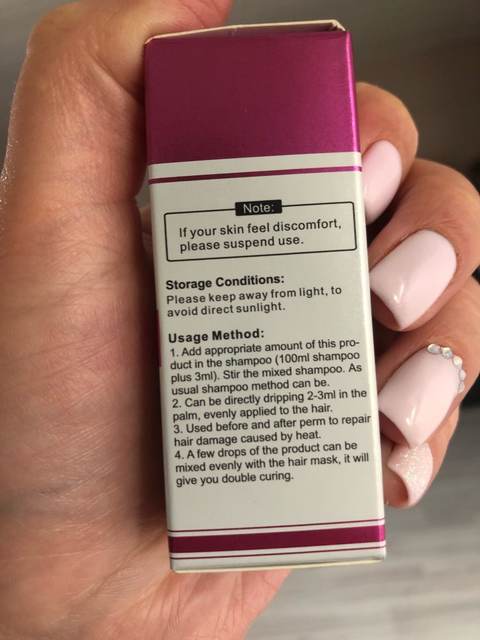 Note:
If your skin feel discomfort,
please suspend use.
Storage Conditions:
Please keep away from light, to
avoid direct sunlight.
Usage Method:
1. Add appropriate amount of this pro-
duct in the shampoo (100ml shampoo
plus 3ml). Stir the mixed shampoo. As
usual shampoo method can be.
2. Can be directly dripping 2-3ml in the
palm, evenly applied to the hair.
3. Used before and after perm to repair
hair damage caused by heat.
4. A few drops of the product can be
mixed evenly with the hair mask, it will
give you double curing.